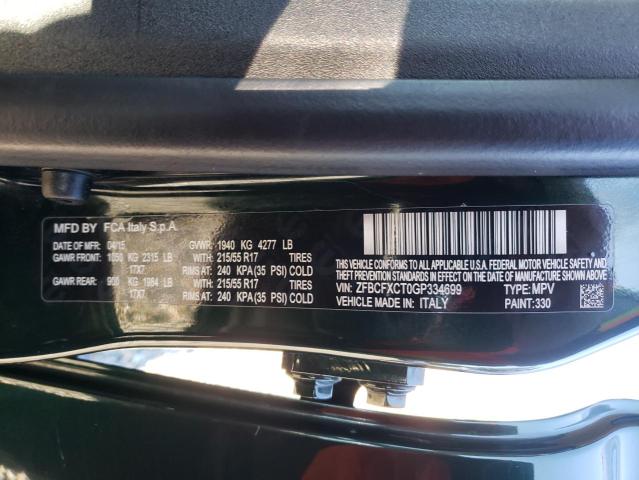 MFD BY FCA Italy S.p.A.
DATE OF MFR: 04/15 GVWR: 1940 KG 4277 LB
GAWR FRONT: 1050 KG 2315 LB WITH: 215/55 R17 TIRES
17X7 RIMS AT: 240 KPA(35 PSI) COLD
GAWR REAR: 900 KG 1984 LB WITH: 215/55 R17 TIRES
17X7 RIMS AT: 240 KPA(35 PSI) COLD
THIS VEHICLE CONFORMS TO ALL APPLICABLE U.S.A. FEDERAL MOTOR VEHICLE SAFETY,
BUMPER, AND THEFT PREVENTION STANDARDS IN EFFECT ON THE DATE OF MANUFACTURE SHOWN ABOVE.
VIN: ZFBCFXCT0GP334699 TYPE: MPV
VEHICLE MADE IN: ITALY PAINT: 330